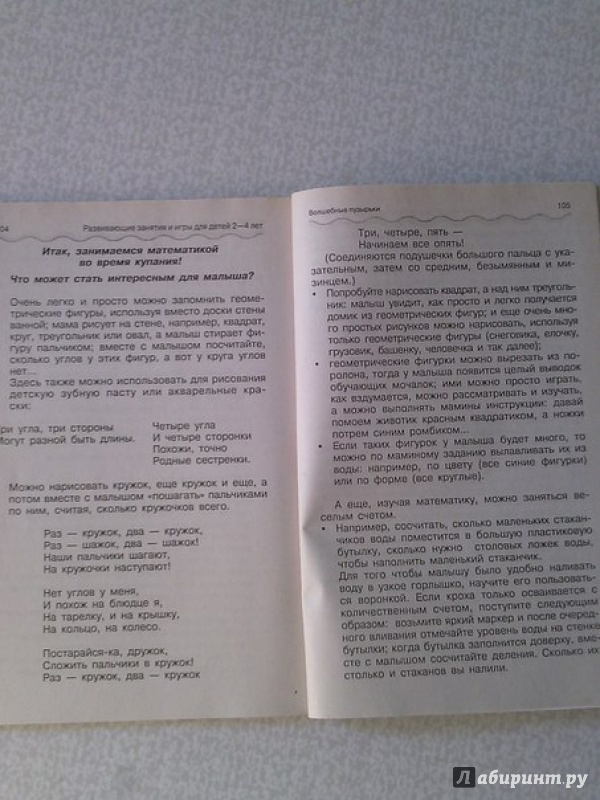 04 Развивающие занятия и игры для детей 2—4 лет
Итак, занимаемся математикой
во время купания!
Что может стать интересным для малыша?
Очень легко и просто можно запомнить геоме-
трические фигуры, используя вместо доски стены
ванной; мама рисует на стене, например, квадрат,
круг, треугольник или овал, а малыш стирает фи-
гуру пальчиком; вместе с малышом посчитайте,
сколько углов у этих фигур, а вот у круга углов
нет...
Здесь также можно использовать для рисования
детскую зубную пасту или акварельные кра-
ски:
ри угла, три стороны
Могут разной быть длины.
Четыре угла
И четыре сторонки
Похожи, точно
Родные сестренки.
Можно нарисовать кружок, еще кружок и еще, а
потом вместе с малышом «пошагать» пальчиками
по ним, считая, сколько кружочков всего.
Раз — кружок, два — кружок,
Раз — шажок, два — шажок!
Наши пальчики шагают,
На кружочки наступают!
Нет углов у меня,
И похож на блюдце я,
На тарелку, и на крышку,
На кольцо, на колесо.
Постарайся-ка, дружок,
Сложить пальчики в кружок!
Раз — кружок, два — кружок
Волшебные пузырьки 105
Три, четыре, пять —
Начинаем все опять!
(Соединяются подушечки большого пальца с ука-
зательным, затем со средним, безымянным и ми-
зинцем.)
• Попробуйте нарисовать квадрат, а над ним треуголь-
ник: малыш увидит, как просто и легко получается
домик из геометрических фигур; и еще очень мно-
го простых рисунков можно нарисовать, используя
только геометрические фигуры (снеговика, елочку,
грузовик, башенку, человечка и так далее);
• геометрические фигурки можно вырезать из по-
ролона, тогда у малыша появится целый выводок
обучающих мочалок; ими можно просто играть,
как вздумается, можно рассматривать и изучать,
а можно выполнять мамины инструкции: давай
помоем животик красным квадратиком, а ножки
потрем синим ромбиком...
• Если таких фигурок у малыша будет много, то
можно по маминому заданию вылавливать их из
воды: например, по цвету (все синие фигурки)
или по форме (все круглые).
А еще, изучая математику, можно заняться ве-
селым счетом.
• Например, сосчитать, сколько маленьких стакан-
чиков воды поместится в большую пластиковую
бутылку, сколько нужно столовых ложек воды,
чтобы наполнить маленький стаканчик.
Для того чтобы малышу было удобно наливать
воду в узкое горлышко, научите его пользовать-
ся воронкой. Если кроха только осваивается с
количественным счетом, поступите следующим
образом: возьмите яркий маркер и после очеред-
ного вливания отмечайте уровень воды на стенке
бутылки; когда бутылка заполнится доверху, вме-
сте с малышом сосчитайте деления. Сколько их
столько и стаканов вы налили.
Лабиринт.ру